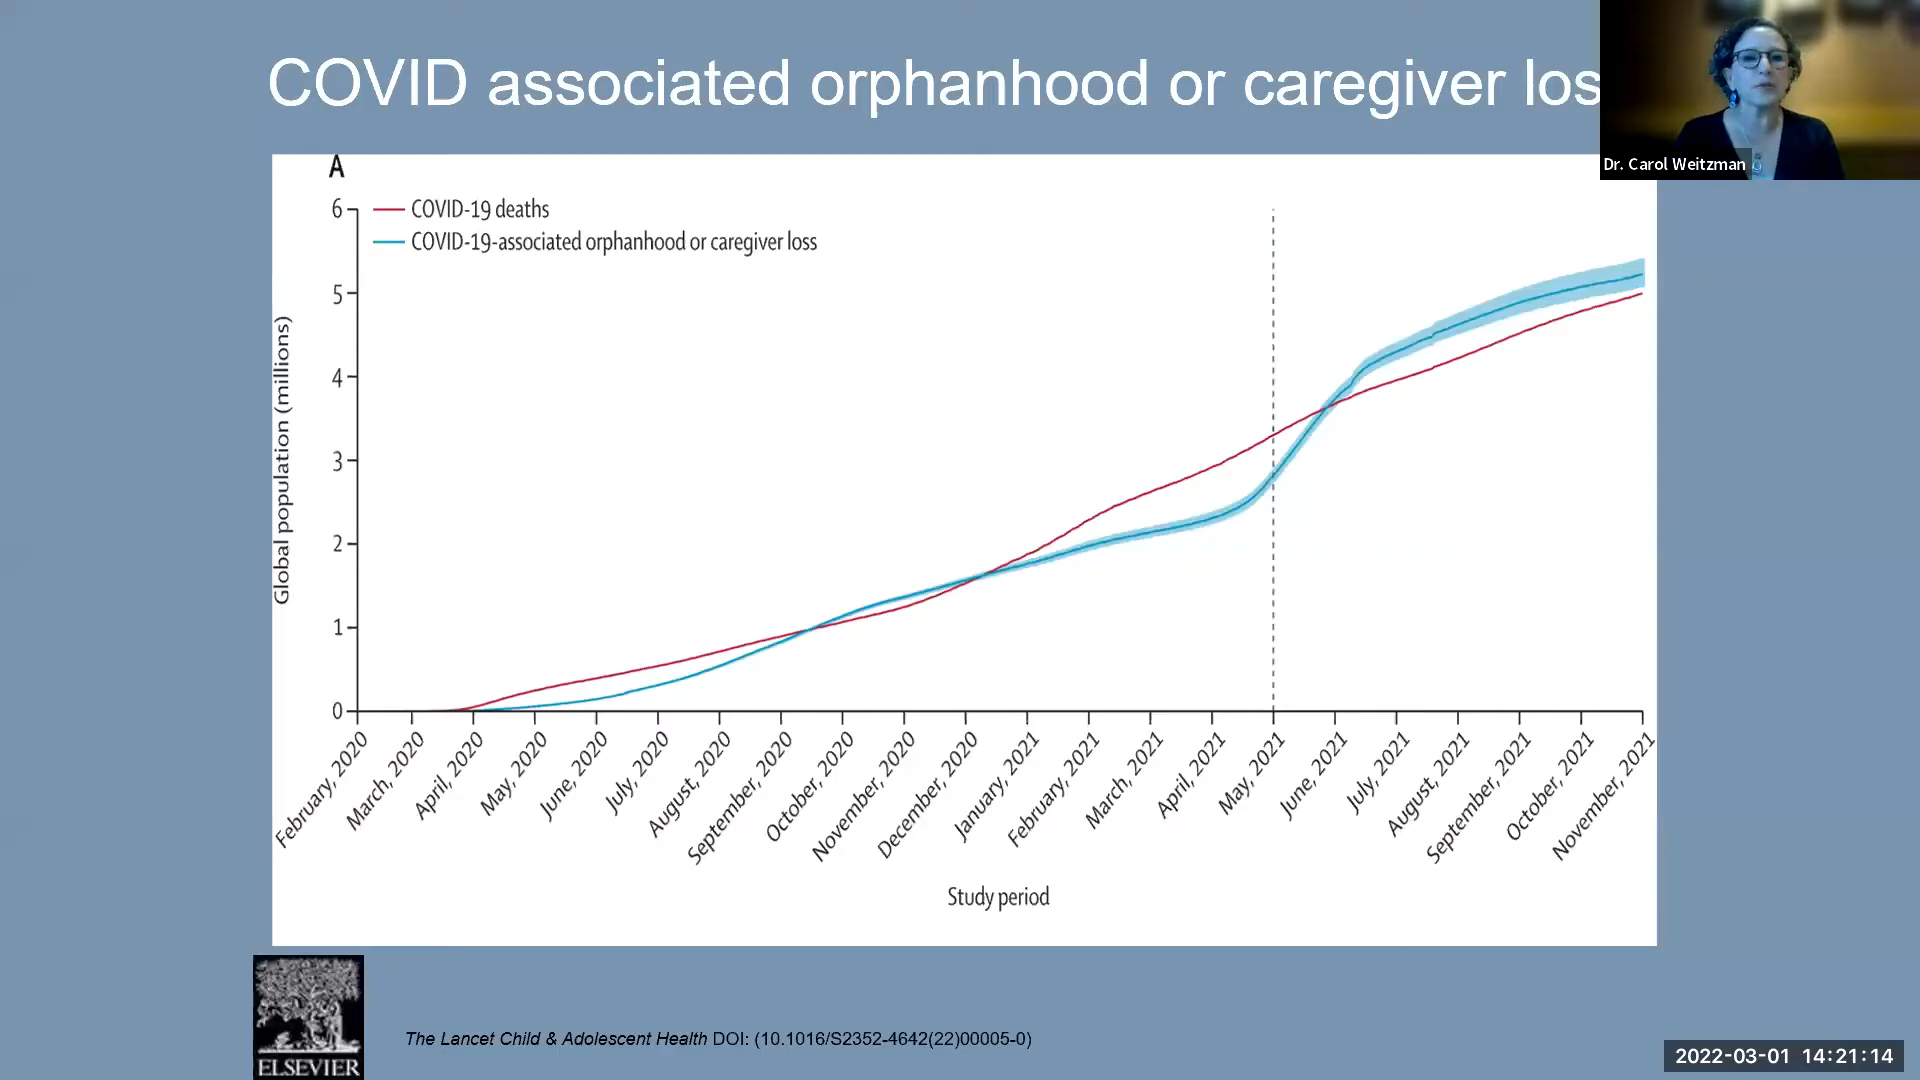 COVID associated orphanhood or caregiver los
Dr. Carol Weitzman
A
COVID-19 deaths
COVID-19-associated orphanhood or caregiver loss
Global population (millions)
6
5
4
3
2
1
0
February, 2020
March, 2020
April, 2020
May, 2020
June, 2020
July, 2020
August, 2020
September, 2020
October, 2020
November, 2020
December, 2020
January, 2021
February, 2021
March, 2021
April, 2021
May, 2021
June, 2021
July, 2021
August, 2021
September, 2021
October, 2021
November, 2021
Study period
ELSEVIER
The Lancet Child & Adolescent Health DOI: (10.1016/S2352-4642(22)00005-0)
2022-03-01 14:21:14